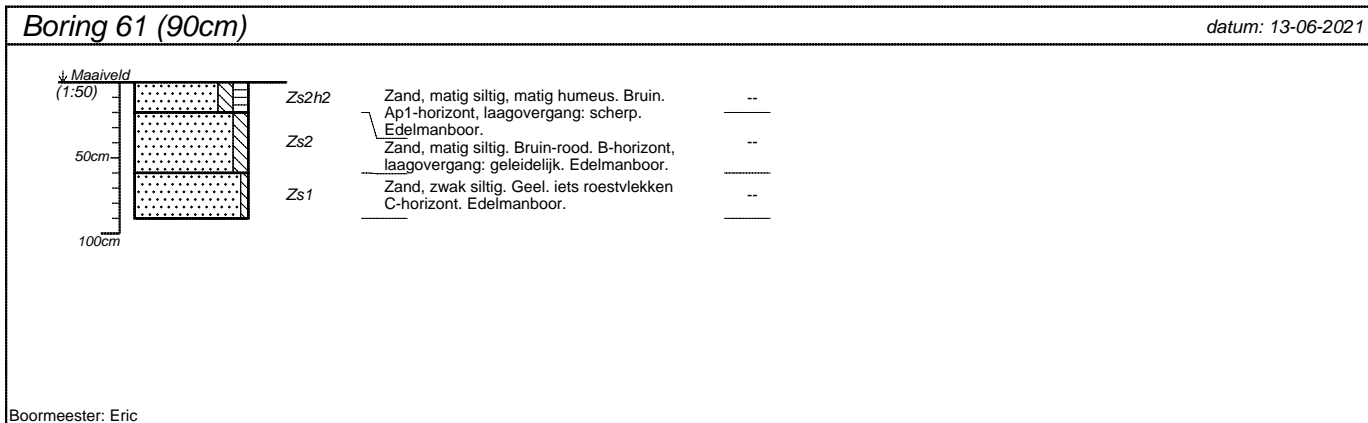 Boring 61 (90cm)
datum: 13-06-2021
Maaiveld
(1:50)
Zs2h2
Zand, matig siltig, matig humeus. Bruin.
Ap1-horizont, laagovergang: scherp.
Edelmanboor.
--
Zs2
Zand, matig siltig. Bruin-rood. B-horizont,
laagovergang: geleidelijk. Edelmanboor.
--
50cm
Zs1
Zand, zwak siltig. Geel. iets roestvlekken
C-horizont. Edelmanboor.
--
100cm
Boormeester: Eric